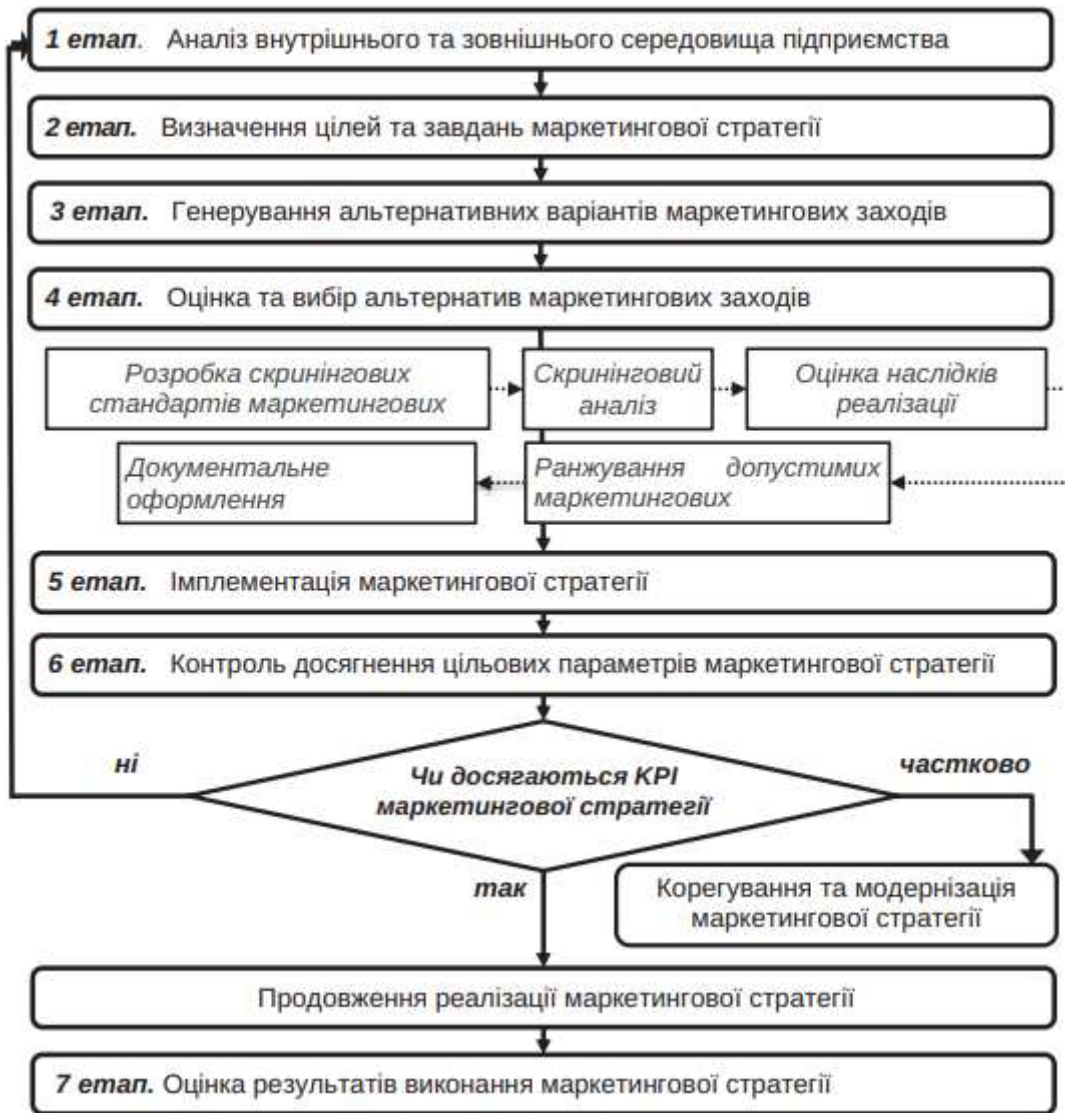 1 етап. Аналіз внутрішнього та зовнішнього середовища підприємства
2 етап. Визначення цілей та завдань маркетингової стратегії
3 етап. Генерування альтернативних варіантів маркетингових заходів
4 етап. Оцінка та вибір альтернатив маркетингових заходів
Розробка скринінгових
стандартів маркетингових
Скринінговий
аналіз
Оцінка наслідків
реалізації
Документальне
оформлення
Ранжування допустимих
маркетингових
5 етап. Імплементація маркетингової стратегії
6 етап. Контроль досягнення цільових параметрів маркетингової стратегії
ні
Чи досягаються KPI
маркетингової стратегії
частково
так
Корегування та модернізація
маркетингової стратегії
Продовження реалізації маркетингової стратегії
7 етап. Оцінка результатів виконання маркетингової стратегії